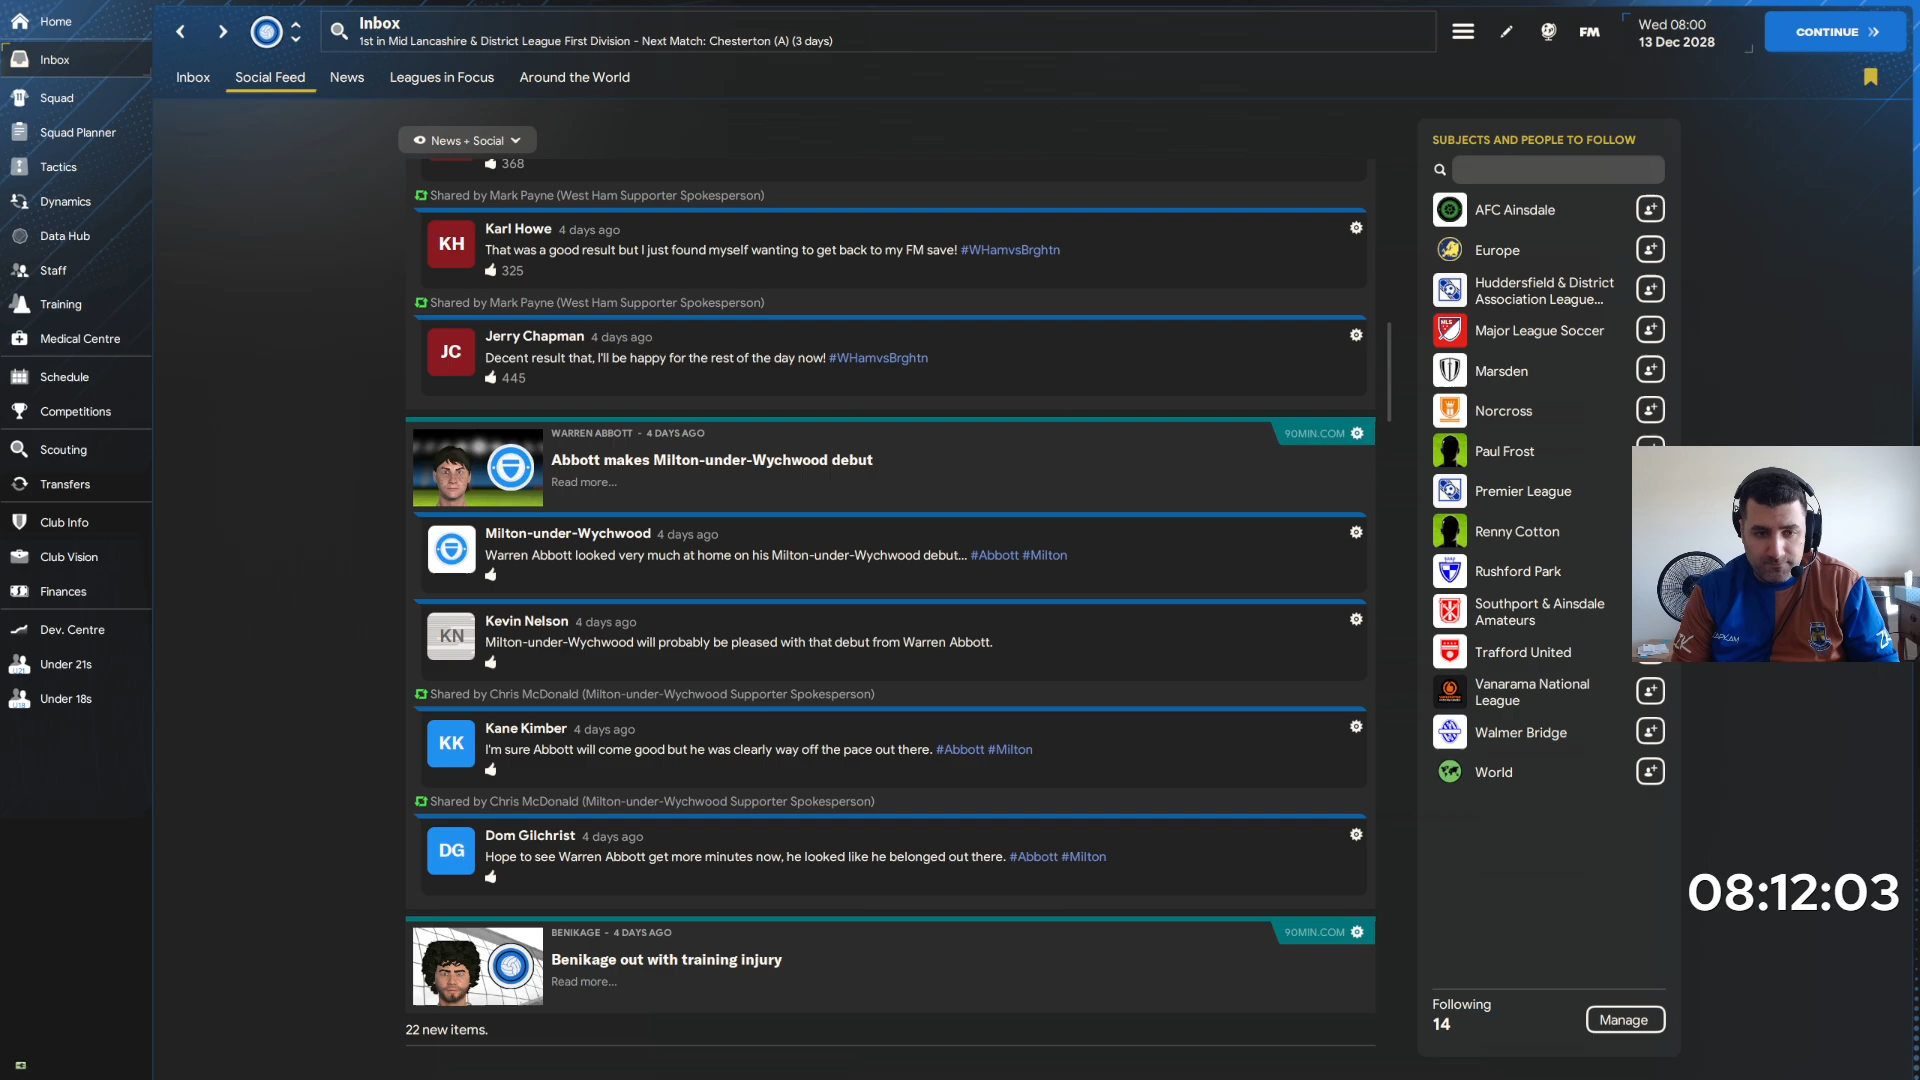 Home
Inbox
Squad
Squad Planner
Tactics
Dynamics
Data Hub
Staff
Training
Medical Centre
Schedule
Competitions
Scouting
Transfers
Club Info
Club Vision
Finances
Dev. Centre
Under 21s
Under 18s
Inbox
1st in Mid Lancashire & District League First Division - Next Match: Chesterton (A) (3 days)
FM
Wed 08:00
13 Dec 2028
CONTINUE
Inbox
Social Feed
News
Leagues in Focus
Around the World
News + Social
368
Shared by Mark Payne (West Ham Supporter Spokesperson)
KH
Karl Howe 4 days ago
That was a good result but I just found myself wanting to get back to my FM save! #WHamvsBrghtn
325
Shared by Mark Payne (West Ham Supporter Spokesperson)
JC
Jerry Chapman 4 days ago
Decent result that, I'll be happy for the rest of the day now! #WHamvsBrghtn
445
WARREN ABBOTT - 4 DAYS AGO
90MIN.COM
Abbott makes Milton-under-Wychwood debut
Read more...
Milton-under-Wychwood 4 days ago
Warren Abbott looked very much at home on his Milton-under-Wychwood debut... #Abbott #Milton
KN
Kevin Nelson 4 days ago
Milton-under-Wychwood will probably be pleased with that debut from Warren Abbott.
Shared by Chris McDonald (Milton-under-Wychwood Supporter Spokesperson)
KK
Kane Kimber 4 days ago
I'm sure Abbott will come good but he was clearly way off the pace out there. #Abbott #Milton
Shared by Chris McDonald (Milton-under-Wychwood Supporter Spokesperson)
DG
Dom Gilchrist 4 days ago
Hope to see Warren Abbott get more minutes now, he looked like he belonged out there. #Abbott #Milton
BENIKAGE - 4 DAYS AGO
90MIN.COM
Benikage out with training injury
Read more...
22 new items.
SUBJECTS AND PEOPLE TO FOLLOW
AFC Ainsdale
Europe
Huddersfield & District
Association League...
Major League Soccer
Marsden
Norcross
Paul Frost
Premier League
Renny Cotton
Rushford Park
Southport & Ainsdale
Amateurs
Trafford United
Vanarama National
League
Walmer Bridge
World
Following
14
Manage
08:12:03